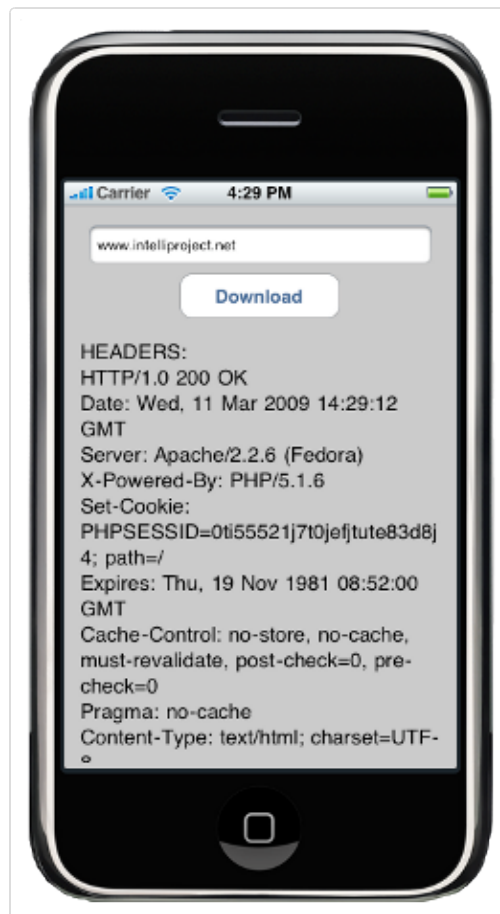 Carrier 4:29 PM
www.intelliproject.net
Download
HEADERS:
HTTP/1.0 200 OK
Date: Wed, 11 Mar 2009 14:29:12
GMT
Server: Apache/2.2.6 (Fedora)
X-Powered-By: PHP/5.1.6
Set-Cookie:
PHPSESSID=0ti55521j7t0jefjtute83d8j
4; path=/
Expires: Thu, 19 Nov 1981 08:52:00
GMT
Cache-Control: no-store, no-cache,
must-revalidate, post-check=0, pre-
check=0
Pragma: no-cache
Content-Type: text/html; charset=UTF-